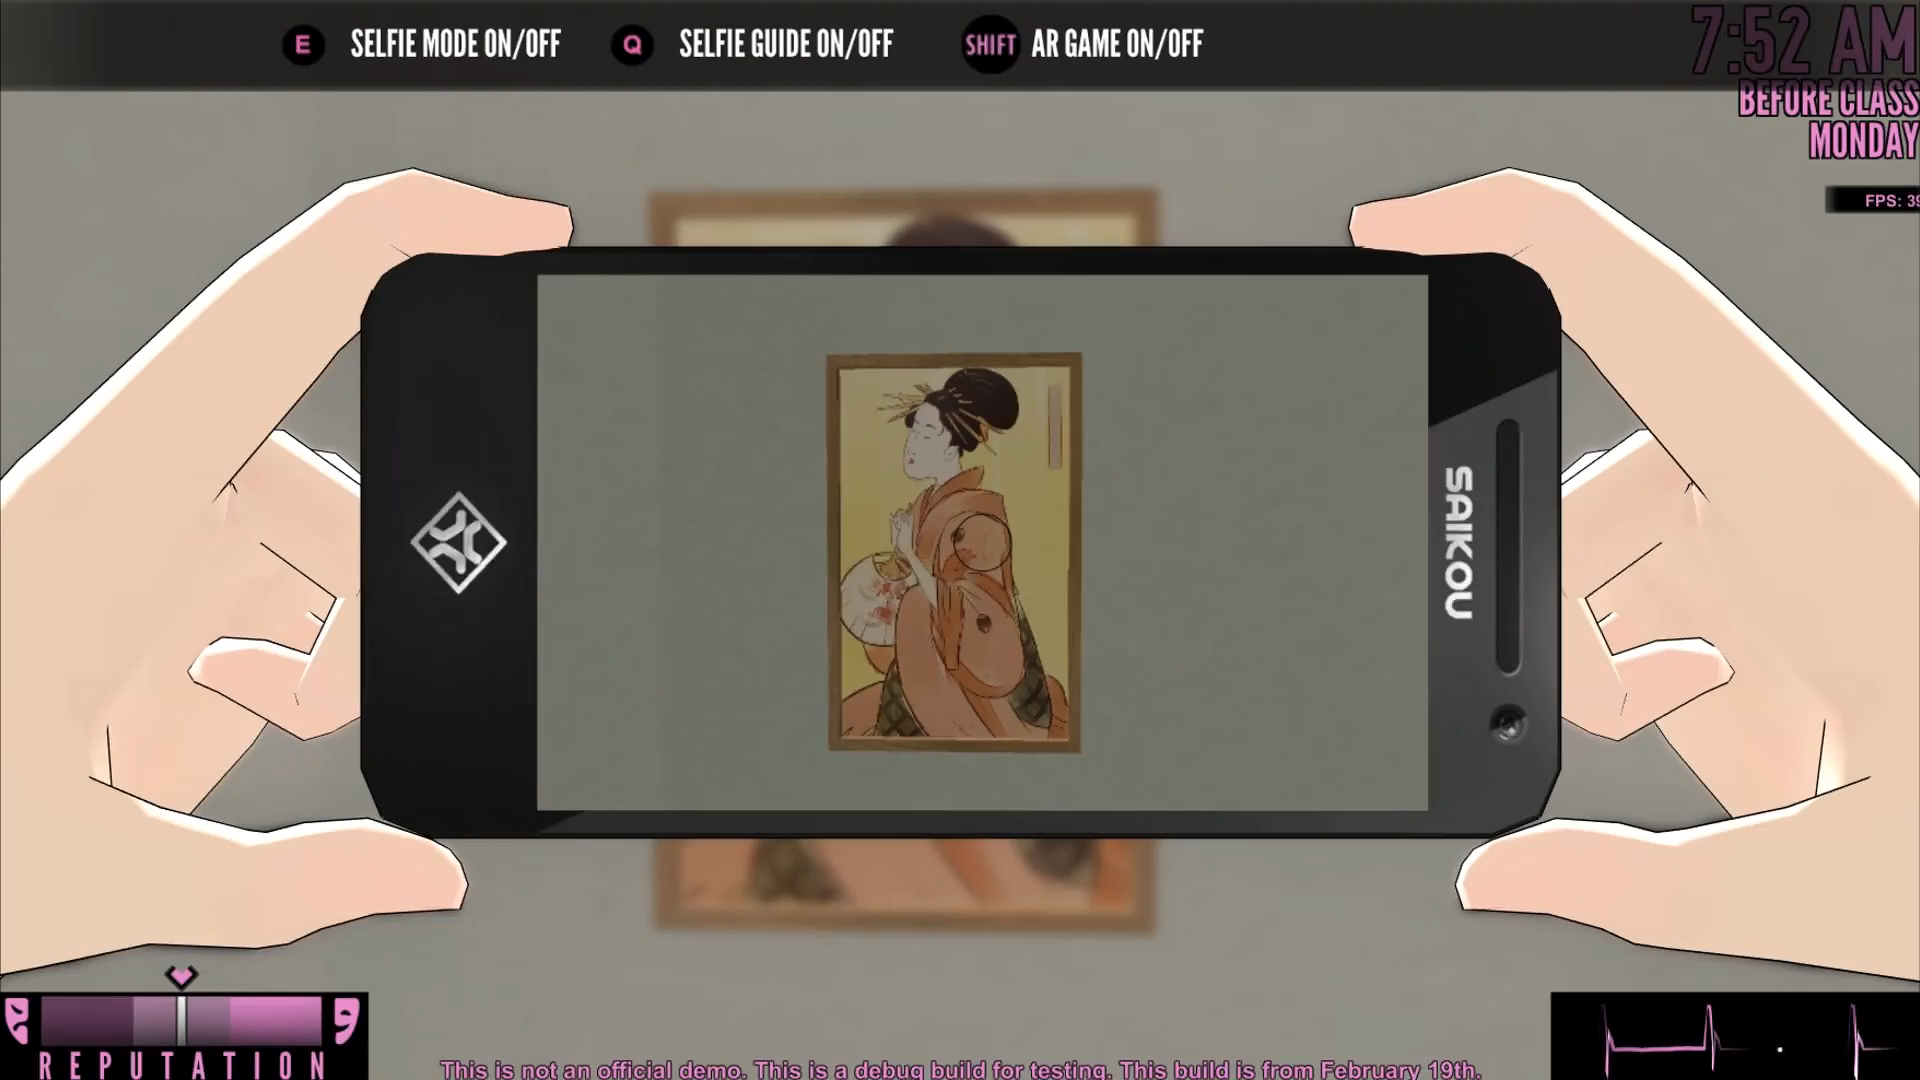 E SELFIE MODE ON/OFF Q SELFIE GUIDE ON/OFF SHIFT AR GAME ON/OFF
7:52 AM
BEFORE CLASS
MONDAY
FPS: 39
SAIKOU
REPUTATION
This is not an official demo. This is a debug build for testing. This build is from February 19th.